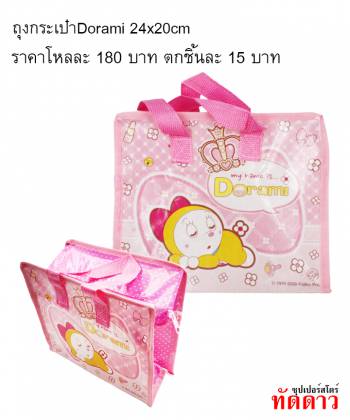 ถุงกระเป๋าDorami 24x20cm
ราคาโหลละ 180 บาท ตกชิ้นละ 15 บาท
my name is...
Dorami
Dorami
ซุปเปอร์สโตร์
ทัดดาว